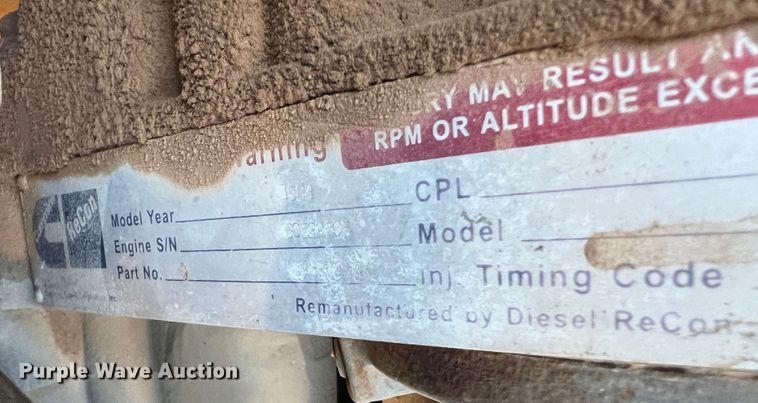 RY MAY RESULT AN
RPM OR ALTITUDE EXCE
arning
ReCon
Model Year CPL
Engine S/N Model
Part No. Inj. Timing Code
Remanufactured by Diesel ReCon
Purple Wave Auction